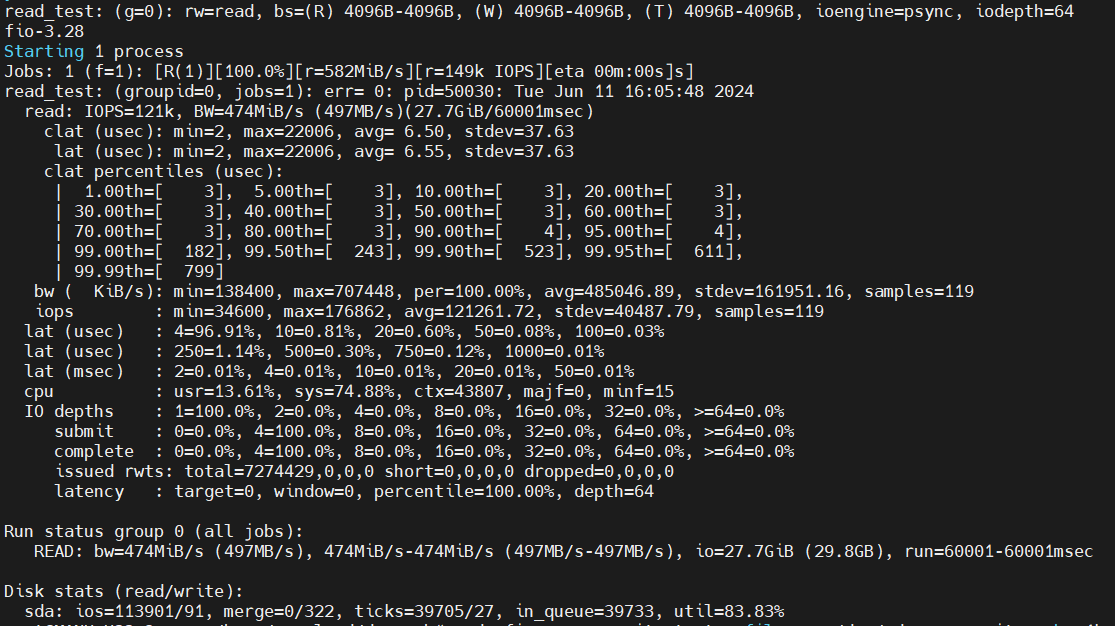 read_test: (g=0): rw=read, bs=(R) 4096B-4096B, (W) 4096B-4096B, (T) 4096B-4096B, ioengine=psync, iodepth=64
fio-3.28
Starting 1 process
Jobs: 1 (f=1): [R(1)][100.0%][r=582MiB/s][r=149k IOPS][eta 00m:00s]s]
read_test: (groupid=0, jobs=1): err= 0: pid=50030: Tue Jun 11 16:05:48 2024
  read: IOPS=121k, BW=474MiB/s (497MB/s)(27.7GiB/60001msec)
    clat (usec): min=2, max=22006, avg= 6.50, stdev=37.63
     lat (usec): min=2, max=22006, avg= 6.55, stdev=37.63
    clat percentiles (usec):
     |  1.00th=[    3],  5.00th=[    3], 10.00th=[    3], 20.00th=[    3],
     | 30.00th=[    3], 40.00th=[    3], 50.00th=[    3], 60.00th=[    3],
     | 70.00th=[    3], 80.00th=[    3], 90.00th=[    4], 95.00th=[    4],
     | 99.00th=[  182], 99.50th=[  243], 99.90th=[  523], 99.95th=[  611],
     | 99.99th=[  799]
   bw (  KiB/s): min=138400, max=707448, per=100.00%, avg=485046.89, stdev=161951.16, samples=119
   iops        : min=34600, max=176862, avg=121261.72, stdev=40487.79, samples=119
  lat (usec)   : 4=96.91%, 10=0.81%, 20=0.60%, 50=0.08%, 100=0.03%
  lat (usec)   : 250=1.14%, 500=0.30%, 750=0.12%, 1000=0.01%
  lat (msec)   : 2=0.01%, 4=0.01%, 10=0.01%, 20=0.01%, 50=0.01%
  cpu          : usr=13.61%, sys=74.88%, ctx=43807, majf=0, minf=15
  IO depths    : 1=100.0%, 2=0.0%, 4=0.0%, 8=0.0%, 16=0.0%, 32=0.0%, >=64=0.0%
     submit    : 0=0.0%, 4=100.0%, 8=0.0%, 16=0.0%, 32=0.0%, 64=0.0%, >=64=0.0%
     complete  : 0=0.0%, 4=100.0%, 8=0.0%, 16=0.0%, 32=0.0%, 64=0.0%, >=64=0.0%
     issued rwts: total=7274429,0,0,0 short=0,0,0,0 dropped=0,0,0,0
     latency   : target=0, window=0, percentile=100.00%, depth=64

Run status group 0 (all jobs):
   READ: bw=474MiB/s (497MB/s), 474MiB/s-474MiB/s (497MB/s-497MB/s), io=27.7GiB (29.8GB), run=60001-60001msec

Disk stats (read/write):
  sda: ios=113901/91, merge=0/322, ticks=39705/27, in_queue=39733, util=83.83%